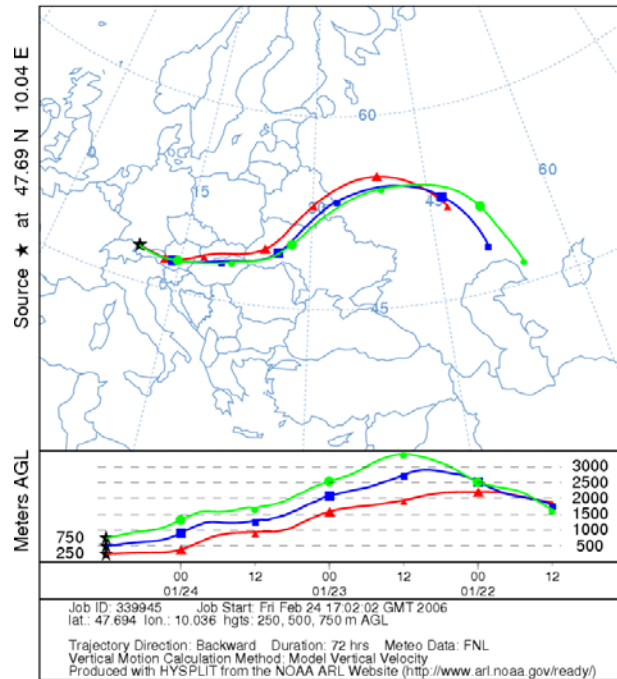 Source ★ at 47.69 N 10.04 E
60
60
0
15
30
45
45
Meters AGL
3000
2500
2000
1500
1000
500
750
250
00 12 00 12 00 12
01/24 01/23 01/22
Job ID: 339945 Job Start: Fri Feb 24 17:02:02 GMT 2006
lat.: 47.694 lon.: 10.036 hgts: 250, 500, 750 m AGL
Trajectory Direction: Backward Duration: 72 hrs Meteo Data: FNL
Vertical Motion Calculation Method: Model Vertical Velocity
Produced with HYSPLIT from the NOAA ARL Website (http://www.arl.noaa.gov/ready/)